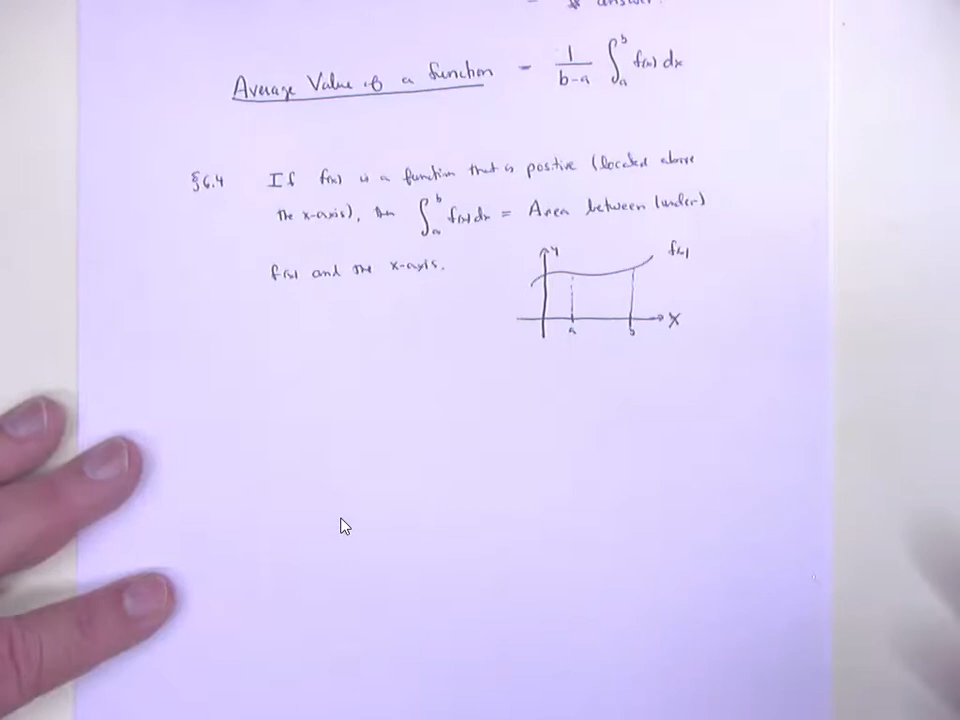 answer.
Average Value of a function - 1/(b-a) ∫_a^b f(x) dx
§6.4 If f(x) is a function that is positive (located above
the x-axis), then ∫_a^b f(x) dx = Area between (under)
f(x) and the x-axis.
y
f(x)
x
a
b